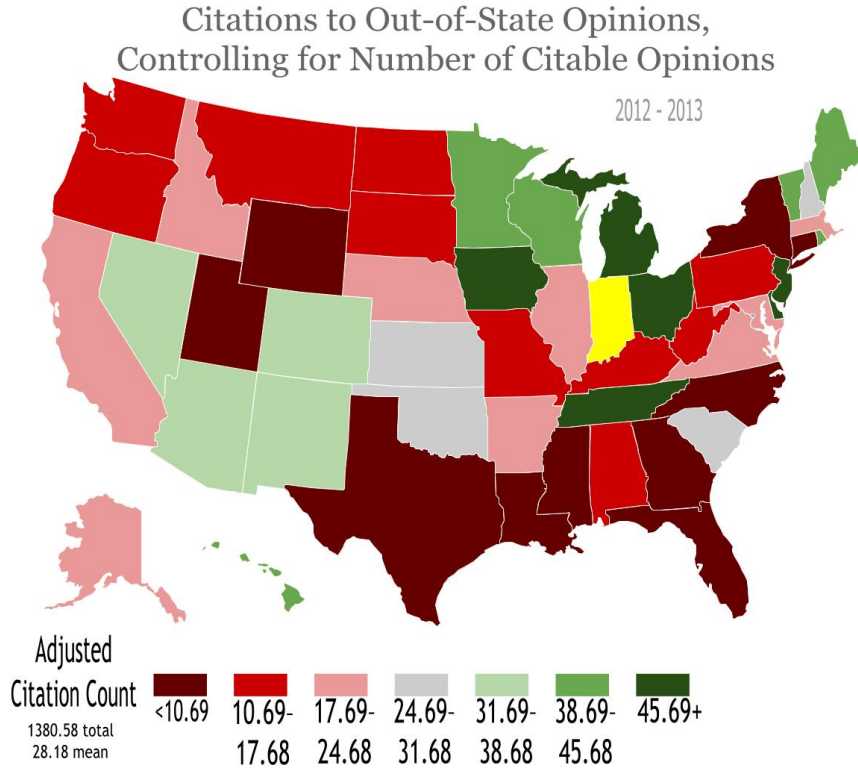 Citations to Out-of-State Opinions,
Controlling for Number of Citable Opinions
2012 - 2013
Adjusted
Citation Count
1380.58 total
28.18 mean
<10.69
10.69-
17.68
17.69-
24.68
24.69-
31.68
31.69-
38.68
38.69-
45.68
45.69+